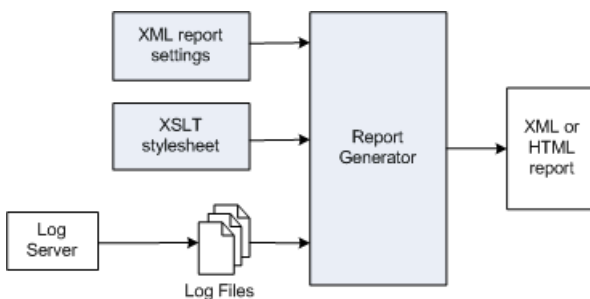 XML report
settings
XSLT
stylesheet
Report
Generator
XML or
HTML
report
Log
Server
Log Files